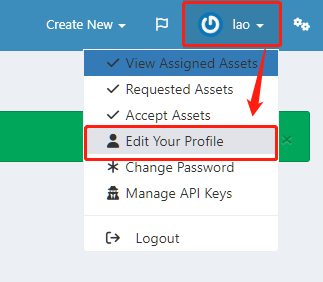 Create New lao
View Assigned Assets
Requested Assets
Accept Assets
Edit Your Profile
Change Password
Manage API Keys
Logout